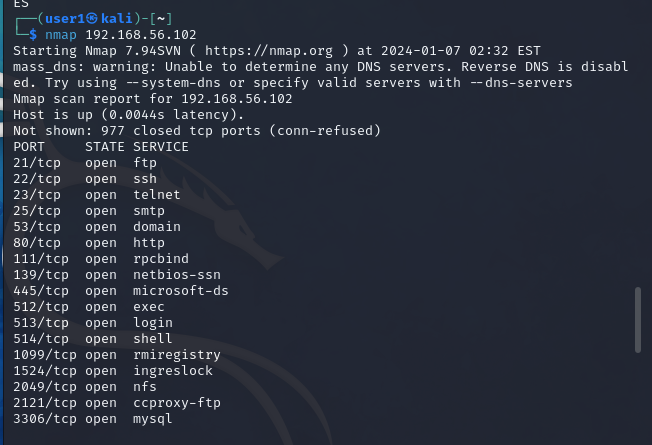 ES
┌──(user1㉿kali)-[~]
└─$ nmap 192.168.56.102
Starting Nmap 7.94SVN ( https://nmap.org ) at 2024-01-07 02:32 EST
mass_dns: warning: Unable to determine any DNS servers. Reverse DNS is disabl
ed. Try using --system-dns or specify valid servers with --dns-servers
Nmap scan report for 192.168.56.102
Host is up (0.0044s latency).
Not shown: 977 closed tcp ports (conn-refused)
PORT     STATE SERVICE
21/tcp   open  ftp
22/tcp   open  ssh
23/tcp   open  telnet
25/tcp   open  smtp
53/tcp   open  domain
80/tcp   open  http
111/tcp  open  rpcbind
139/tcp  open  netbios-ssn
445/tcp  open  microsoft-ds
512/tcp  open  exec
513/tcp  open  login
514/tcp  open  shell
1099/tcp open  rmiregistry
1524/tcp open  ingreslock
2049/tcp open  nfs
2121/tcp open  ccproxy-ftp
3306/tcp open  mysql